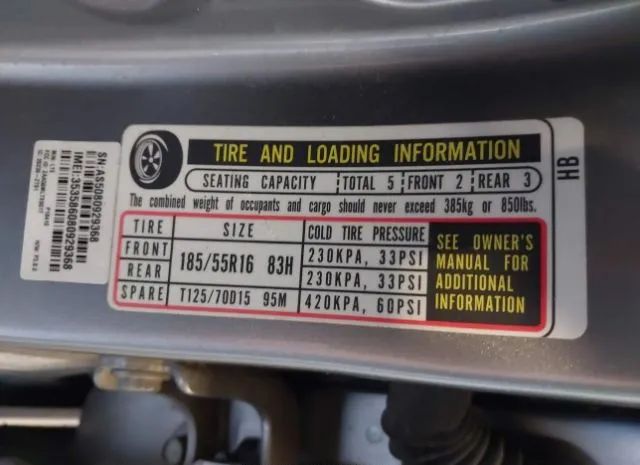 TIRE AND LOADING INFORMATION
SEATING CAPACITY TOTAL 5 FRONT 2 REAR 3
The combined weight of occupants and cargo should never exceed 385kg or 850lbs.
TIRE SIZE COLD TIRE PRESSURE
FRONT 185/55R16 83H 230KPA, 33PSI
REAR 230KPA, 33PSI
SPARE T125/70D15 95M 420KPA, 60PSI
SEE OWNER'S
MANUAL FOR
ADDITIONAL
INFORMATION
HB
SN:AS5080929368
IMEI:353586080929368